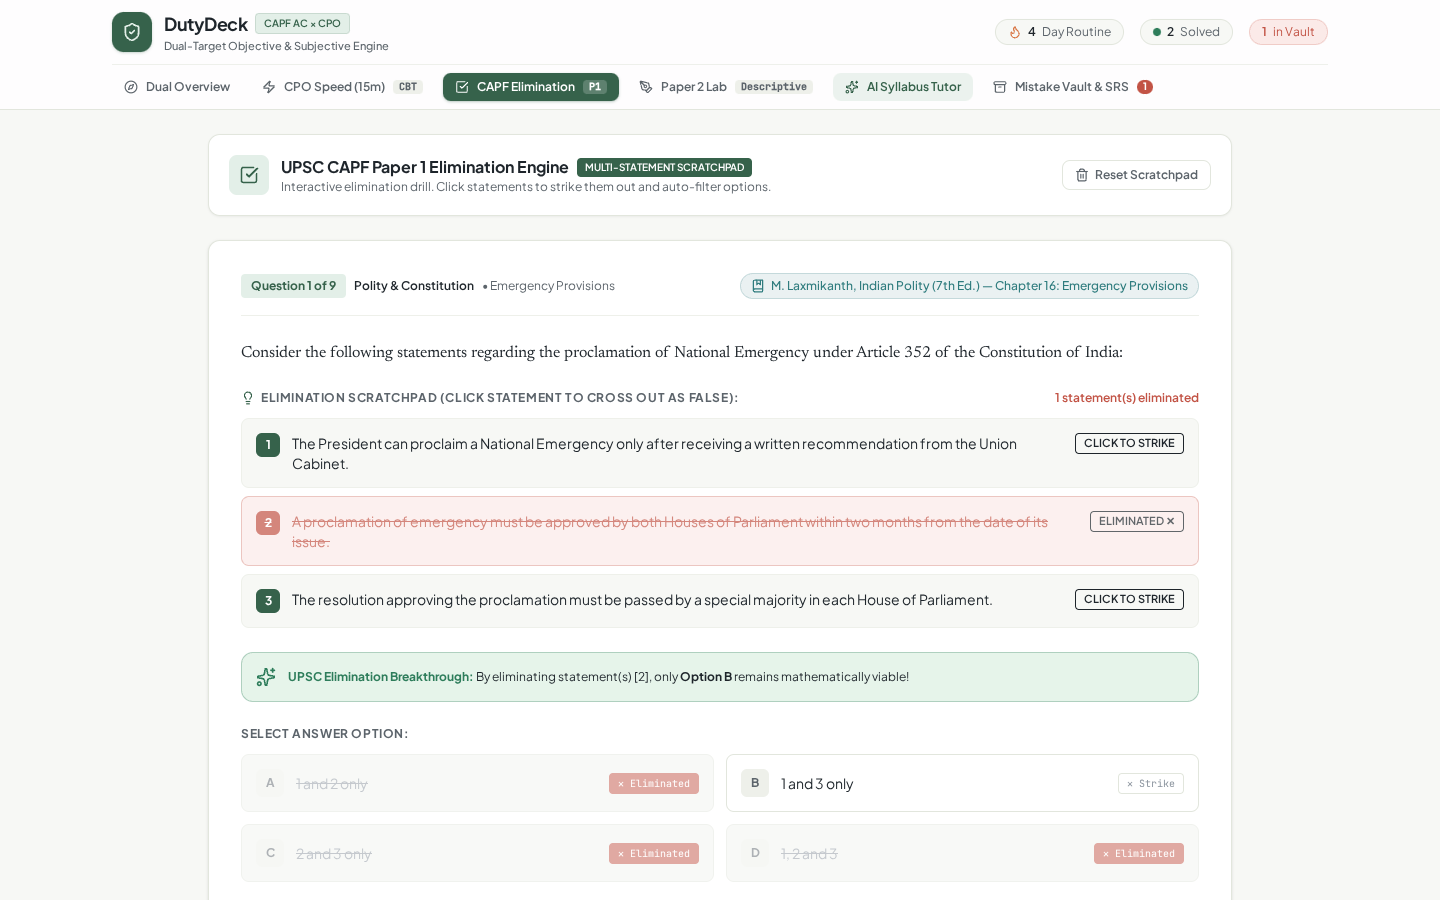 DutyDeck CAPF AC × CPO
Dual-Target Objective & Subjective Engine
4 Day Routine
2 Solved
1 in Vault
Dual Overview
CPO Speed (15m) CBT
CAPF Elimination P1
Paper 2 Lab Descriptive
AI Syllabus Tutor
Mistake Vault & SRS 1
UPSC CAPF Paper 1 Elimination Engine MULTI-STATEMENT SCRATCHPAD
Interactive elimination drill. Click statements to strike them out and auto-filter options.
Reset Scratchpad
Question 1 of 9 Polity & Constitution • Emergency Provisions
M. Laxmikanth, Indian Polity (7th Ed.) — Chapter 16: Emergency Provisions
Consider the following statements regarding the proclamation of National Emergency under Article 352 of the Constitution of India:
ELIMINATION SCRATCHPAD (CLICK STATEMENT TO CROSS OUT AS FALSE):
1 statement(s) eliminated
1 The President can proclaim a National Emergency only after receiving a written recommendation from the Union
Cabinet.
CLICK TO STRIKE
2 A proclamation of emergency must be approved by both Houses of Parliament within two months from the date of its
issue.
ELIMINATED ✕
3 The resolution approving the proclamation must be passed by a special majority in each House of Parliament.
CLICK TO STRIKE
UPSC Elimination Breakthrough: By eliminating statement(s) [2], only Option B remains mathematically viable!
SELECT ANSWER OPTION:
A 1 and 2 only × Eliminated
B 1 and 3 only × Strike
C 2 and 3 only × Eliminated
D 1, 2 and 3 × Eliminated